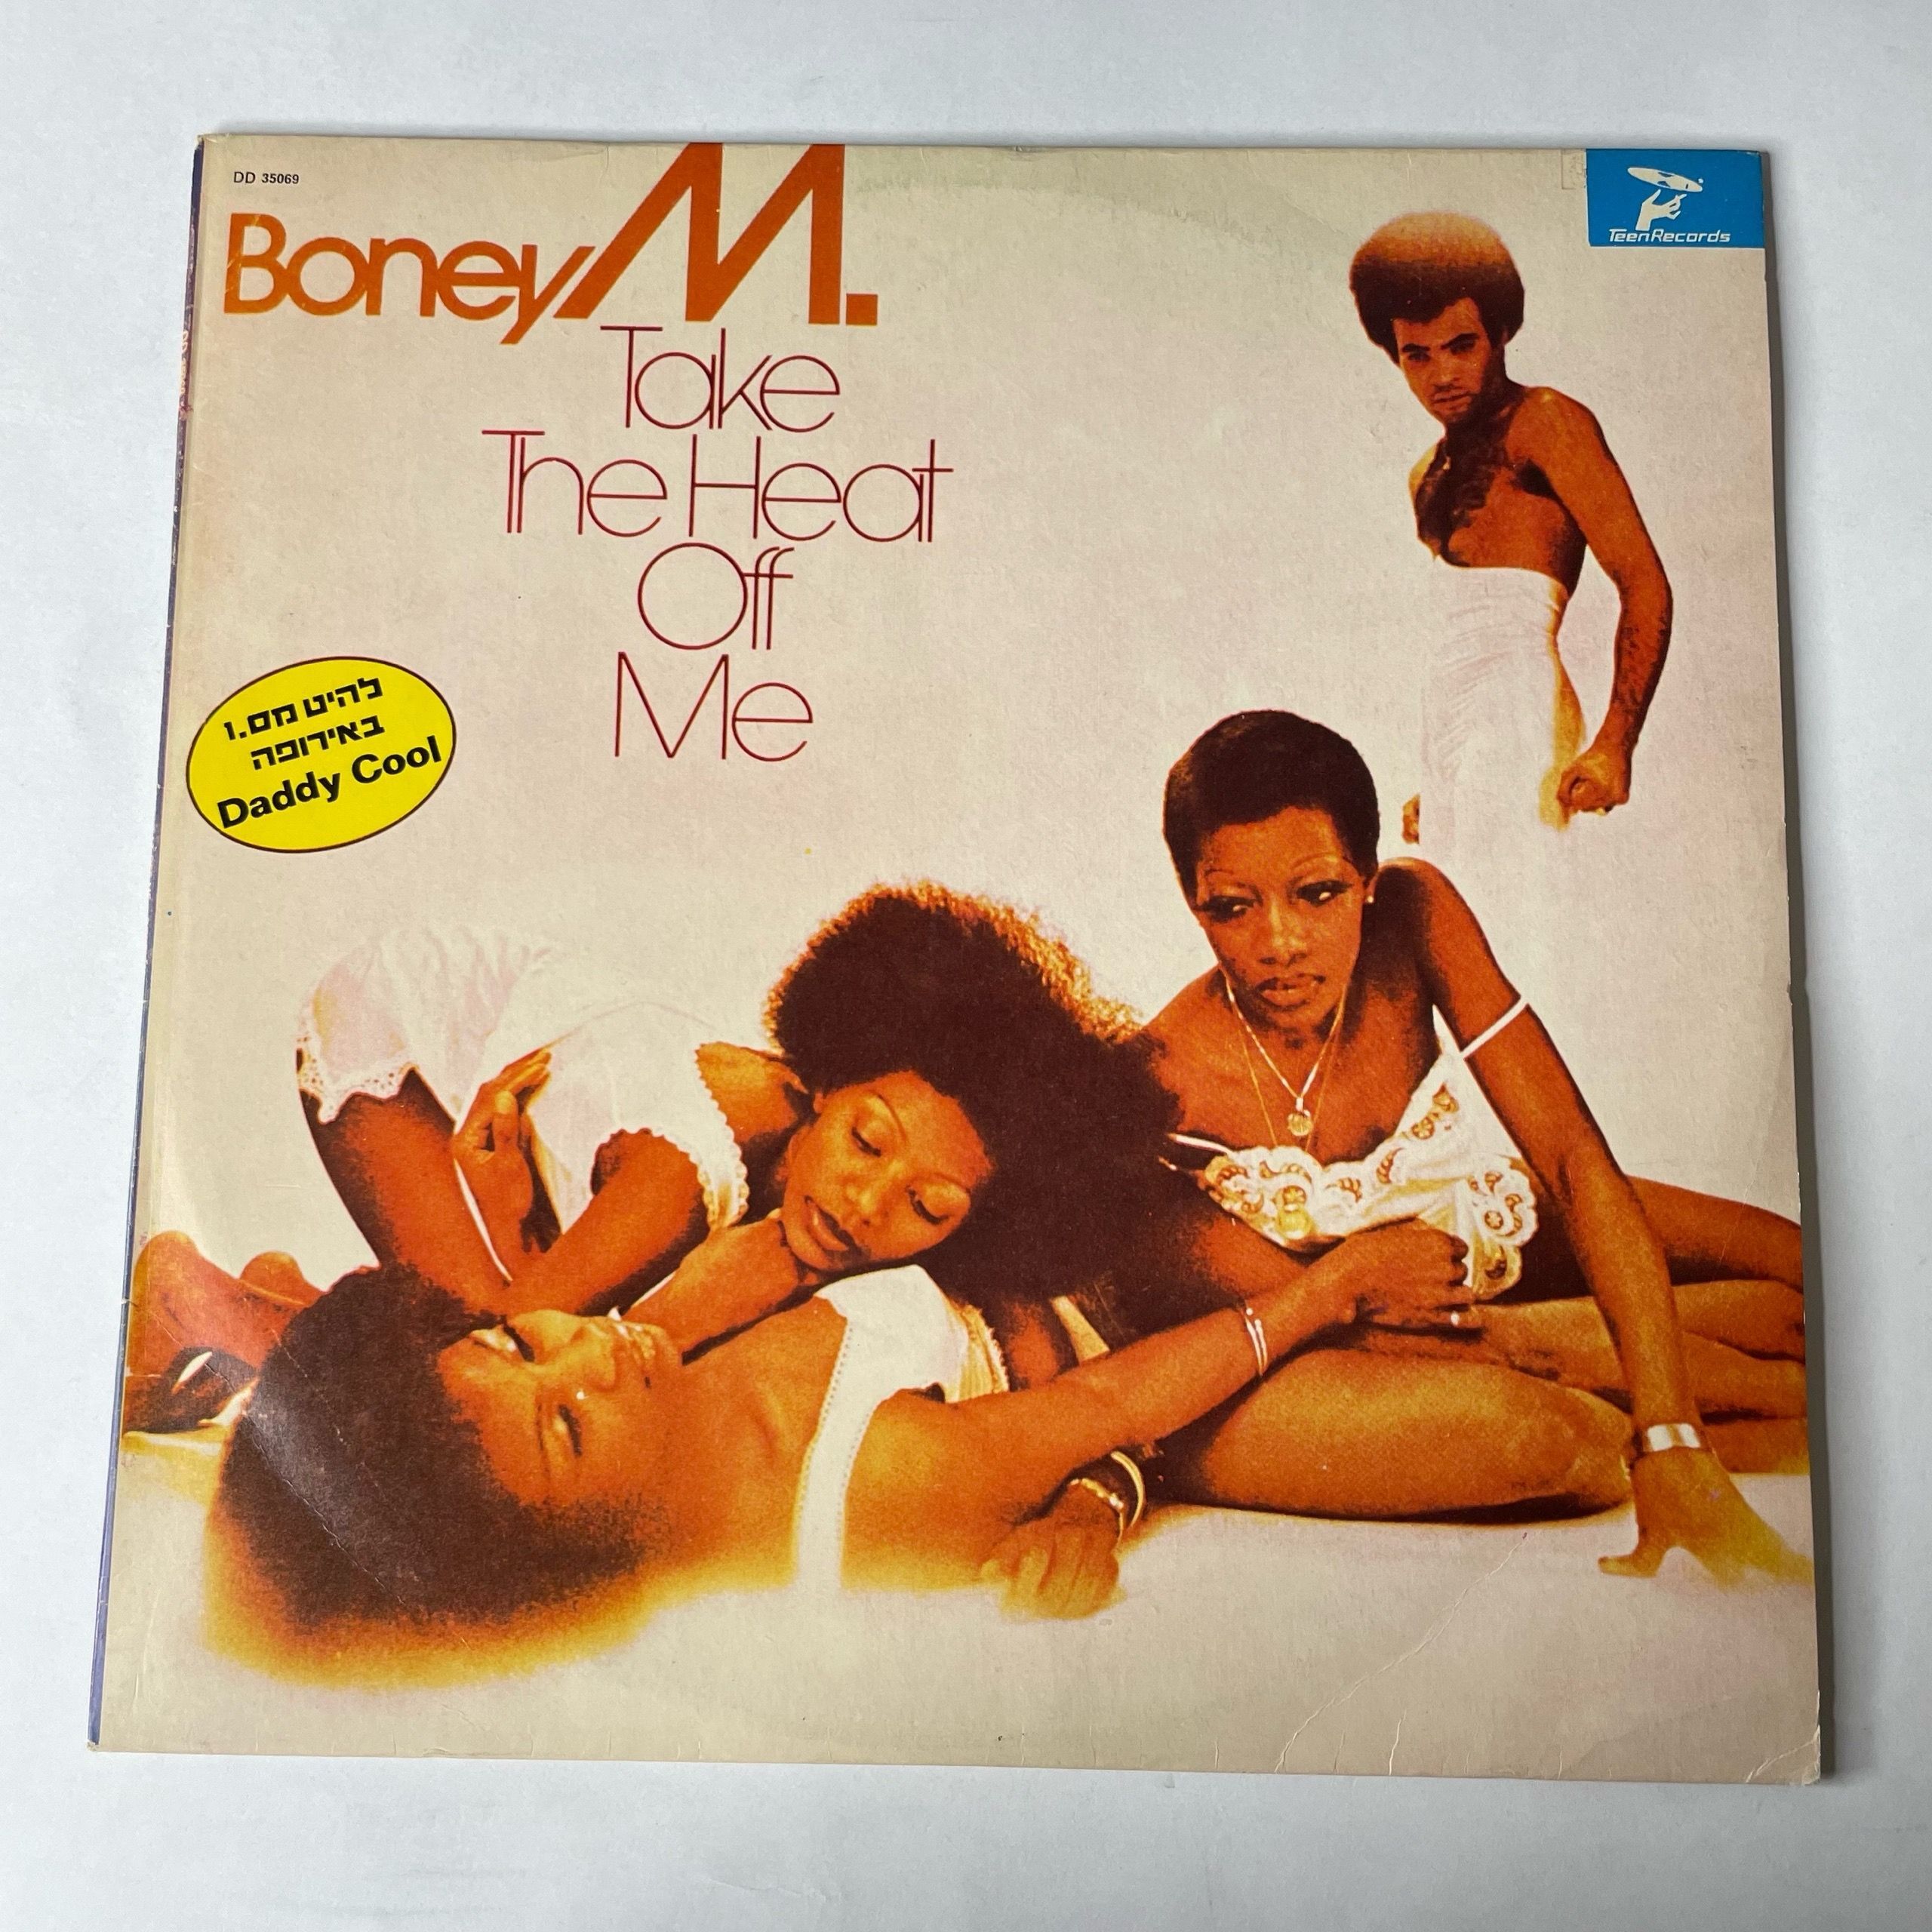 DD 35069
TeenRecords
Boney M.
Take
The Heat
Off
Me
להיט מס.1
באירופה
Daddy Cool